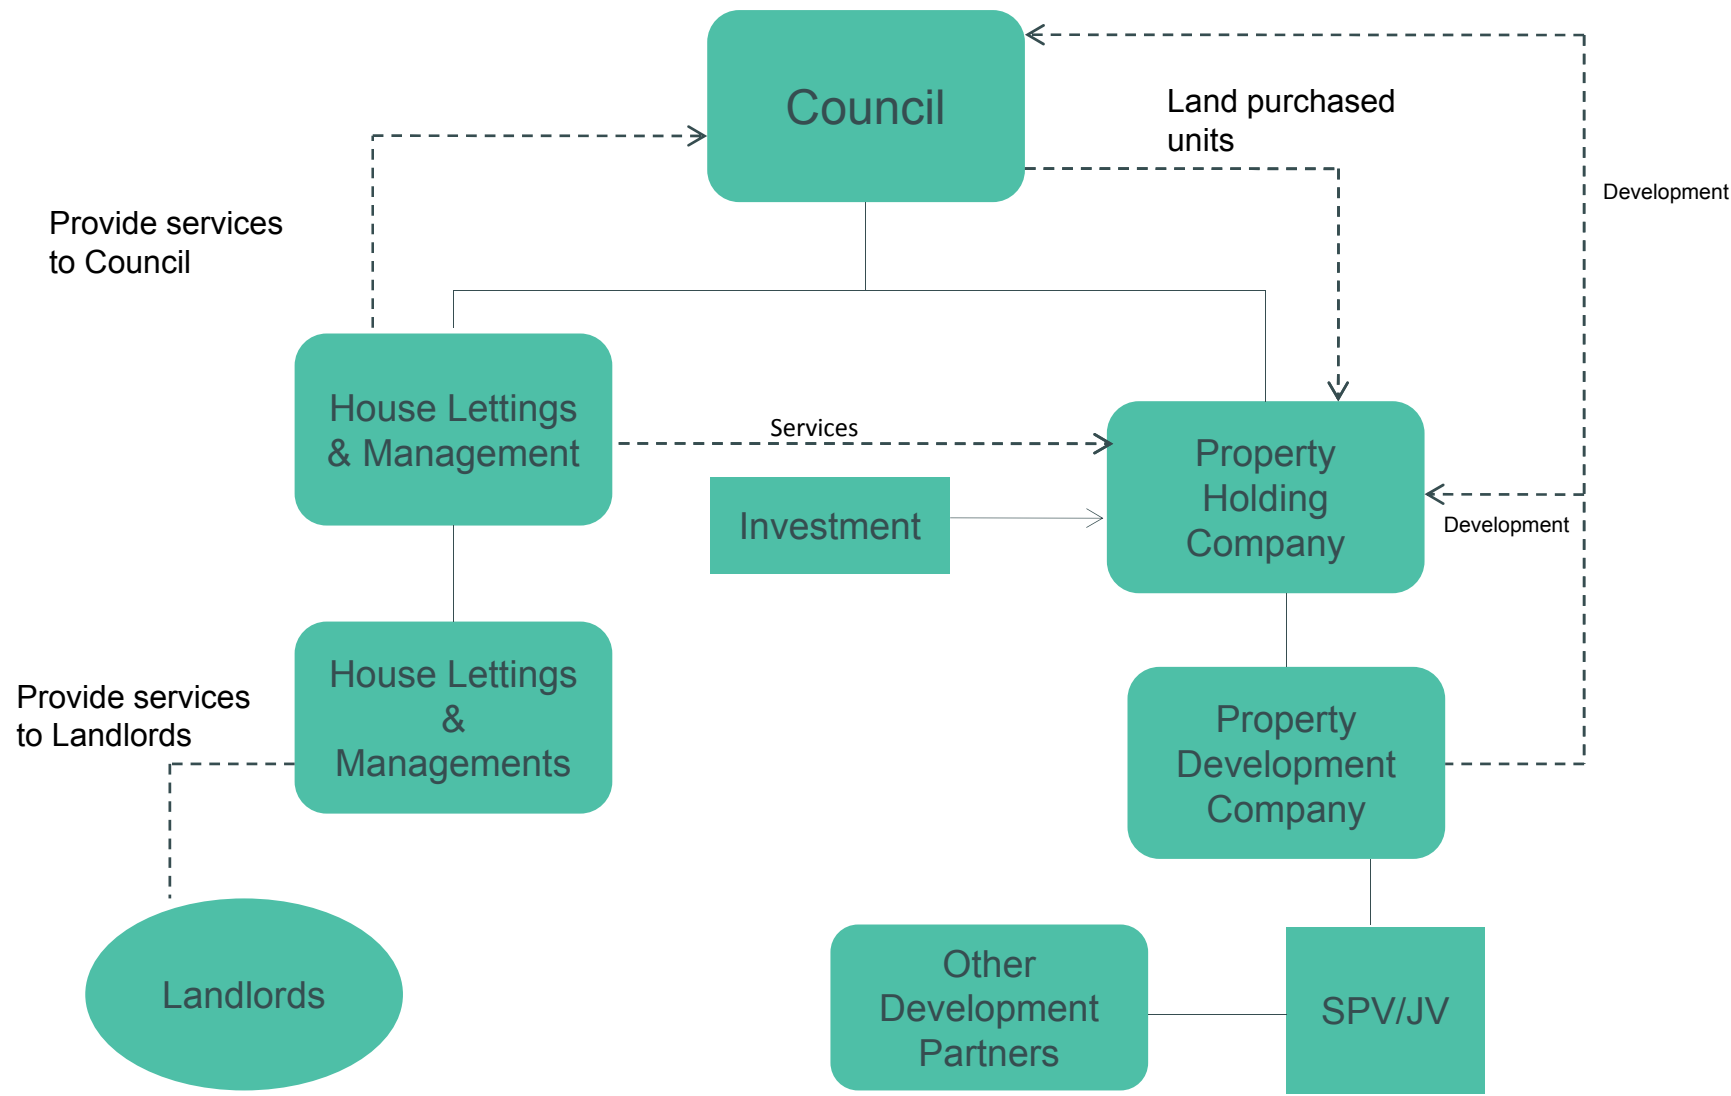 Council
Land purchased
units
Development
Provide services
to Council
House Lettings
& Management
Services
Property
Holding
Company
Investment
Development
House Lettings
&
Managements
Provide services
to Landlords
Property
Development
Company
Landlords
Other
Development
Partners
SPV/JV